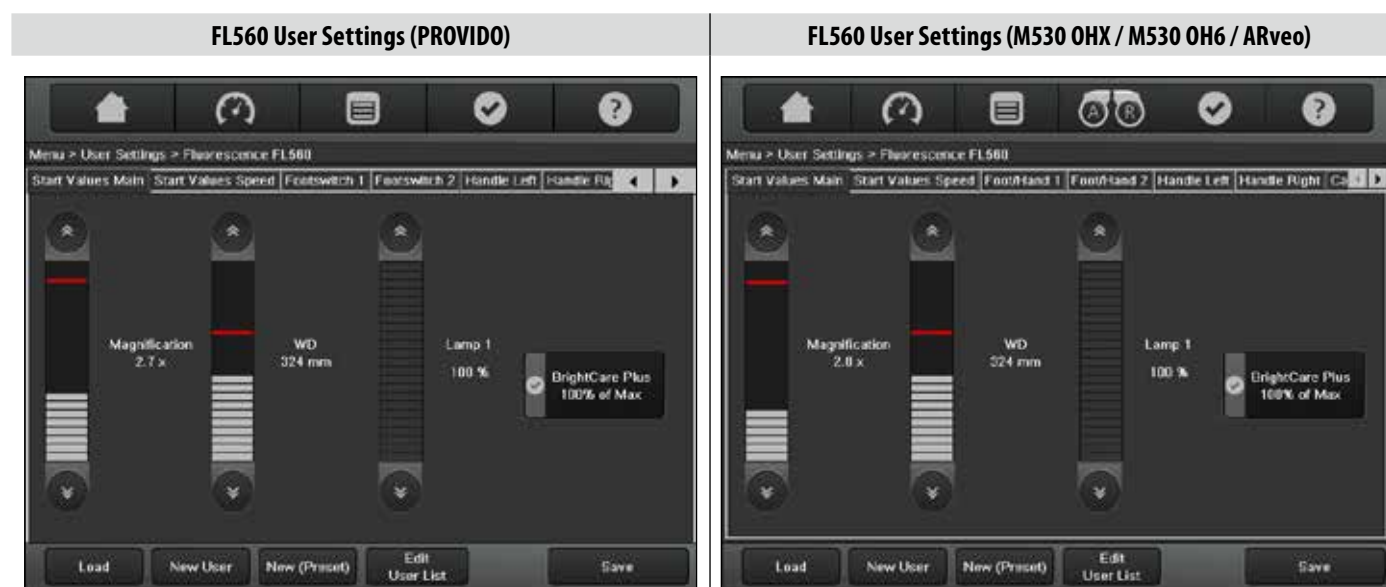 FL560 User Settings (PROVIDO)
Menu > User Settings > Fluorescence FL560
Start Values Main Start Values Speed Footswitch 1 Footswitch 2 Handle Left Handle Rig
Magnification
2.7 x
WD
324 mm
Lamp 1
100 %
BrightCare Plus
100% of Max
Load New User New (Preset) Edit
User List
Save
FL560 User Settings (M530 OHX / M530 OH6 / ARveo)
A R
Menu > User Settings > Fluorescence FL560
Start Values Main Start Values Speed Foot/Hand 1 Foot/Hand 2 Handle Left Handle Right Ca
Magnification
2.0 x
WD
324 mm
Lamp 1
100 %
BrightCare Plus
100% of Max
Load New User New (Preset) Edit
User List
Save